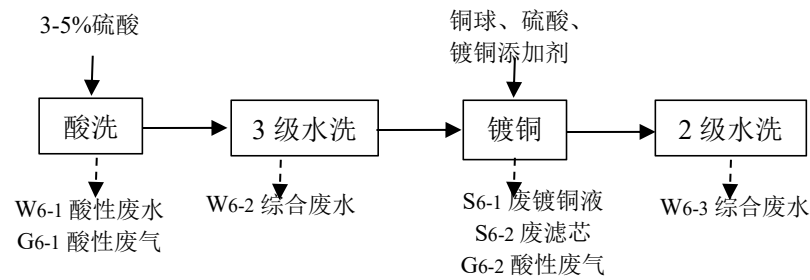 3-5%硫酸
铜球、硫酸、
镀铜添加剂
酸洗
3 级水洗
镀铜
2 级水洗
W6-1 酸性废水
G6-1 酸性废气
W6-2 综合废水
S6-1 废镀铜液
S6-2 废滤芯
G6-2 酸性废气
W6-3 综合废水